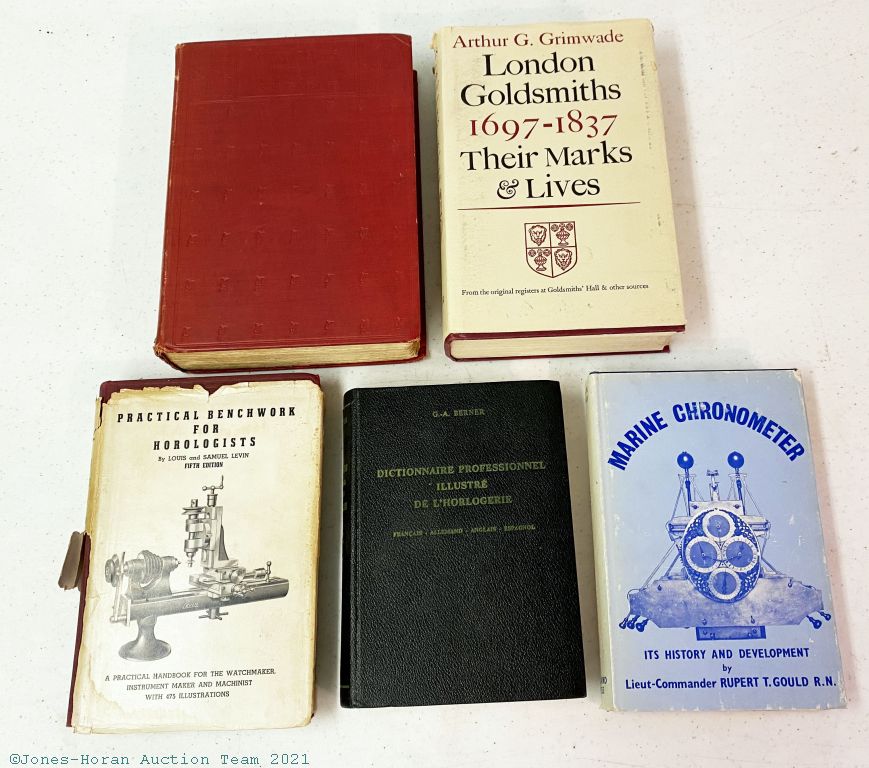 Arthur G. Grimwade
London
Goldsmiths
1697-1837
Their Marks
& Lives
From the original registers at Goldsmiths' Hall & other sources
PRACTICAL BENCHWORK
FOR
HOROLOGISTS
By LOUIS and SAMUEL LEVIN
FIFTH EDITION
A PRACTICAL HANDBOOK FOR THE WATCHMAKER,
INSTRUMENT MAKER AND MACHINIST
WITH 475 ILLUSTRATIONS
G.-A. BERNER
DICTIONNAIRE PROFESSIONNEL
ILLUSTRÉ
DE L'HORLOGERIE
FRANÇAIS - ALLEMAND - ANGLAIS - ESPAGNOL
MARINE CHRONOMETER
ITS HISTORY AND DEVELOPMENT
by
Lieut-Commander RUPERT T. GOULD R.N.
©Jones-Horan Auction Team 2021